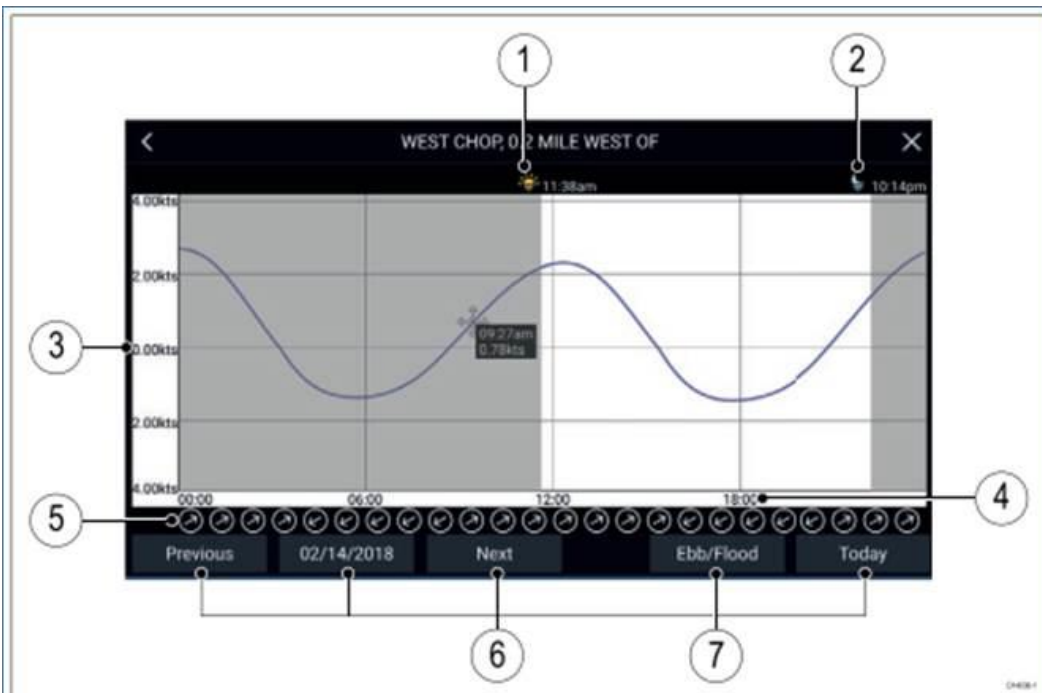 1 2
WEST CHOP, 0.2 MILE WEST OF
11:38am 10:14pm
4.00kts
2.00kts
09:27am
0.78kts
3
0.00kts
2.00kts
4.00kts
00:00 06:00 12:00 18:00
4
5
Previous 02/14/2018 Next Ebb/Flood Today
6 7